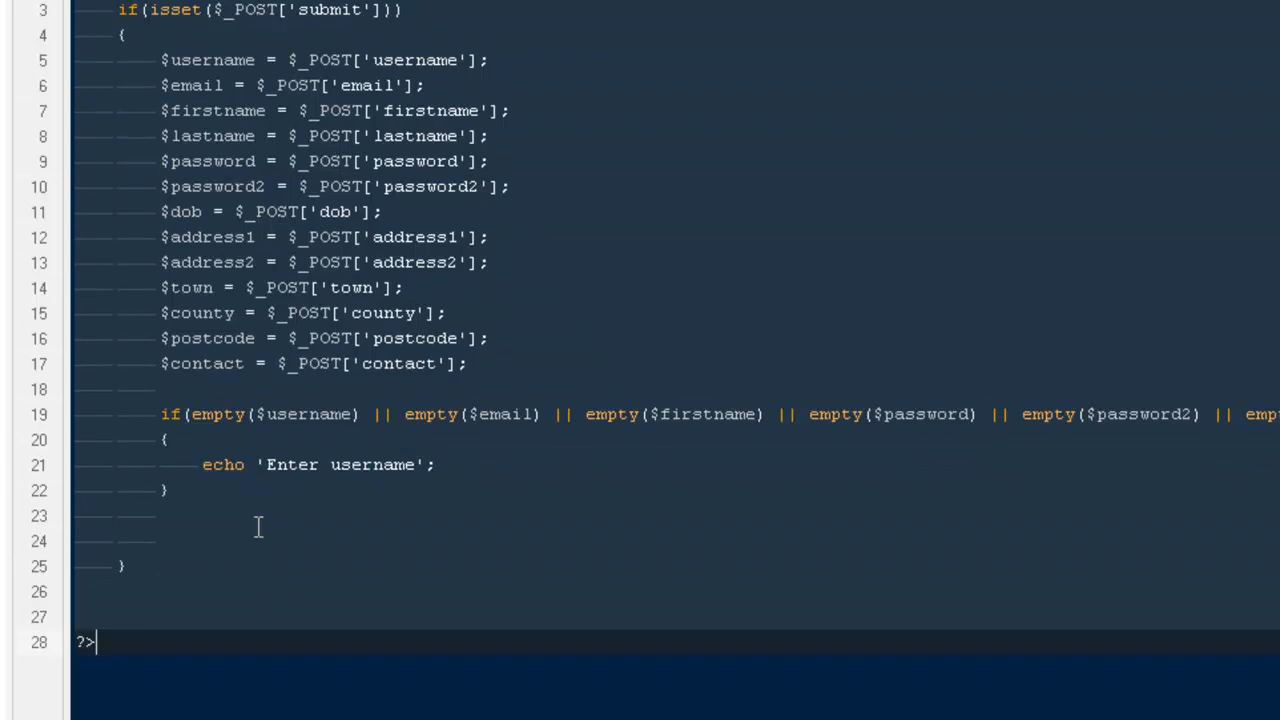 3 if(isset($_POST['submit']))
4 {
5 $username = $_POST['username'];
6 $email = $_POST['email'];
7 $firstname = $_POST['firstname'];
8 $lastname = $_POST['lastname'];
9 $password = $_POST['password'];
10 $password2 = $_POST['password2'];
11 $dob = $_POST['dob'];
12 $address1 = $_POST['address1'];
13 $address2 = $_POST['address2'];
14 $town = $_POST['town'];
15 $county = $_POST['county'];
16 $postcode = $_POST['postcode'];
17 $contact = $_POST['contact'];
18
19 if(empty($username) || empty($email) || empty($firstname) || empty($password) || empty($password2) || emp
20 {
21 echo 'Enter username';
22 }
23
24
25 }
26
27
28 ?>